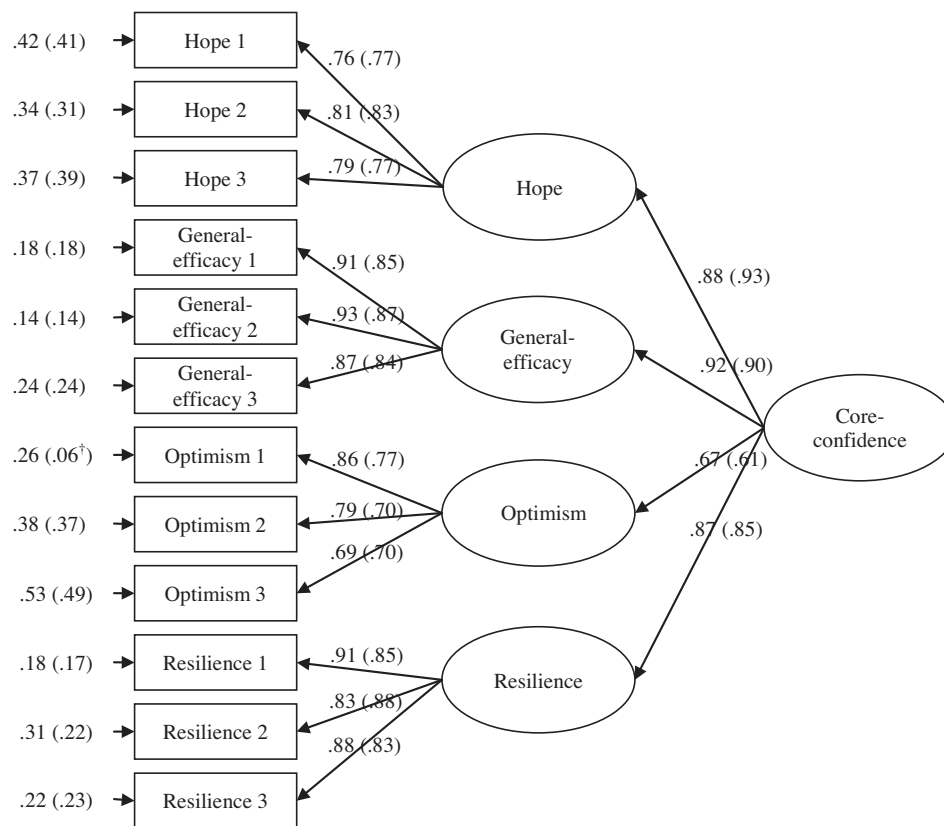 .42 (.41)
Hope 1
.76 (.77)
.34 (.31)
Hope 2
.81 (.83)
.37 (.39)
Hope 3
.79 (.77)
Hope
.18 (.18)
General-
efficacy 1
.91 (.85)
.88 (.93)
.14 (.14)
General-
efficacy 2
.93 (.87)
General-
efficacy
.24 (.24)
General-
efficacy 3
.87 (.84)
.92 (.90)
Core-
confidence
.26 (.06†)
Optimism 1
.86 (.77)
.67 (.61)
.38 (.37)
Optimism 2
.79 (.70)
Optimism
.87 (.85)
.53 (.49)
Optimism 3
.69 (.70)
.18 (.17)
Resilience 1
.91 (.85)
Resilience
.31 (.22)
Resilience 2
.83 (.88)
.22 (.23)
Resilience 3
.88 (.83)